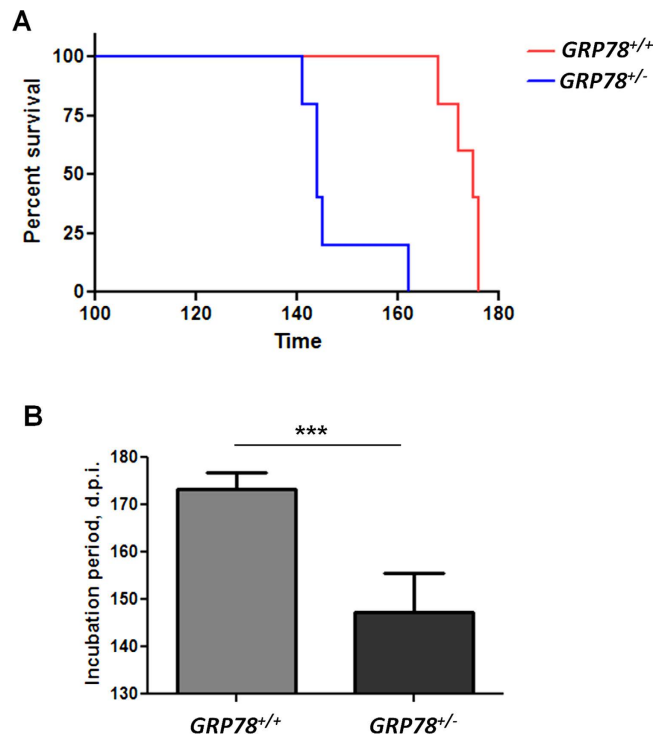 A
GRP78+/+
GRP78+/-
100
75
50
25
0
Percent survival
100 120 140 160 180
Time
B
***
180
170
160
150
140
130
Incubation period, d.p.i.
GRP78+/+ GRP78+/-